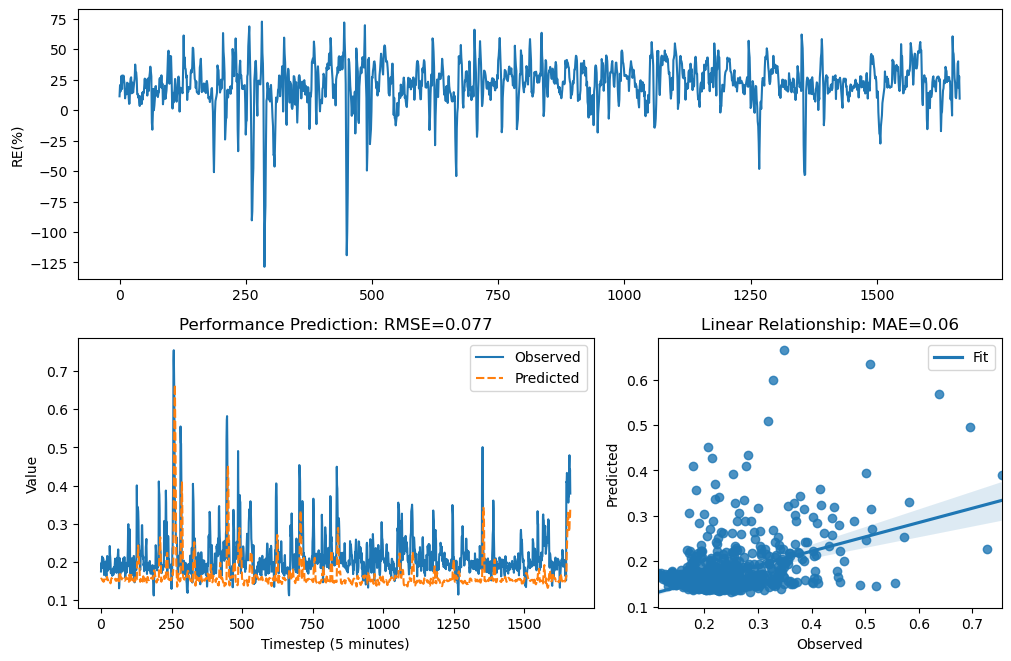 RE(%)
75
50
25
0
−25
−50
−75
−100
−125
0 250 500 750 1000 1250 1500
Performance Prediction: RMSE=0.077
Value
0.7
0.6
0.5
0.4
0.3
0.2
0.1
Observed
Predicted
0 250 500 750 1000 1250 1500
Timestep (5 minutes)
Linear Relationship: MAE=0.06
Predicted
0.6
0.5
0.4
0.3
0.2
0.1
Fit
0.2 0.3 0.4 0.5 0.6 0.7
Observed